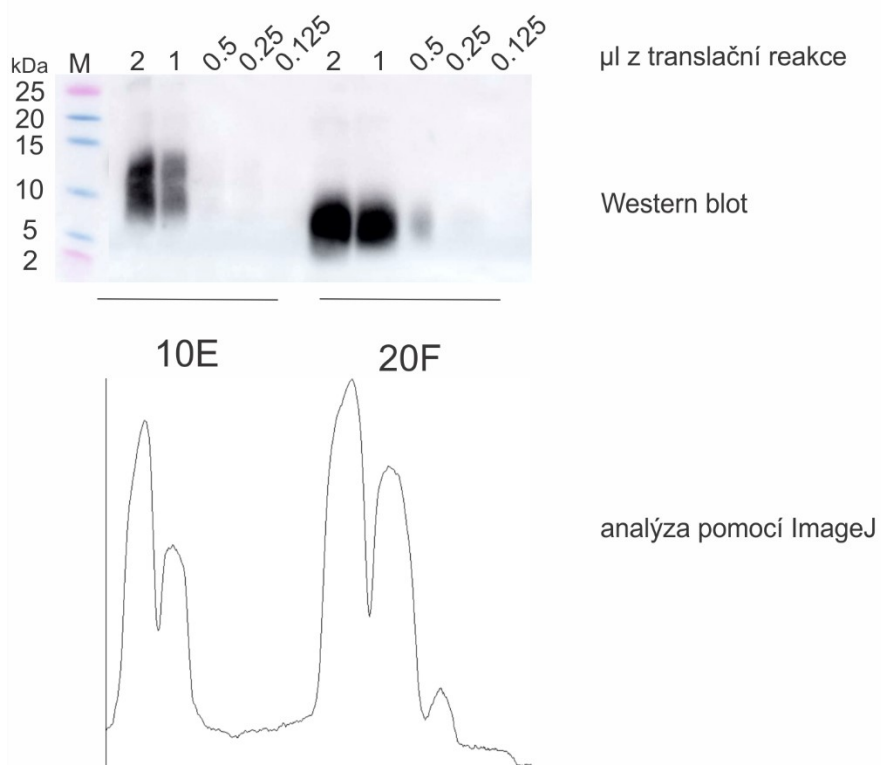 kDa M 2 1 0.5 0.25 0.125 2 1 0.5 0.25 0.125 µl z translační reakce
25
20
15
10
5
2
Western blot
10E 20F
analýza pomocí ImageJ